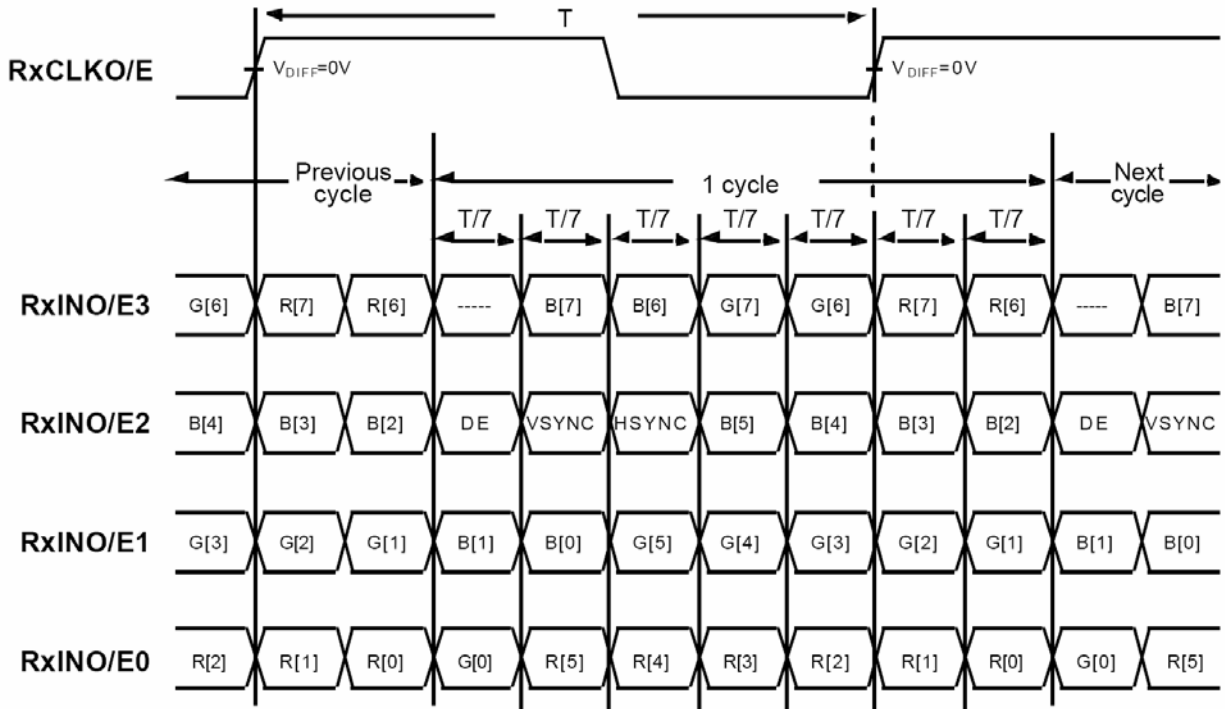 T
RxCLKO/E
VDIFF=0V VDIFF=0V
Previous cycle 1 cycle Next cycle
T/7 T/7 T/7 T/7 T/7 T/7 T/7
RxINO/E3 G[6] R[7] R[6] ----- B[7] B[6] G[7] G[6] R[7] R[6] ----- B[7]
RxINO/E2 B[4] B[3] B[2] DE VSYNC HSYNC B[5] B[4] B[3] B[2] DE VSYNC
RxINO/E1 G[3] G[2] G[1] B[1] B[0] G[5] G[4] G[3] G[2] G[1] B[1] B[0]
RxINO/E0 R[2] R[1] R[0] G[0] R[5] R[4] R[3] R[2] R[1] R[0] G[0] R[5]